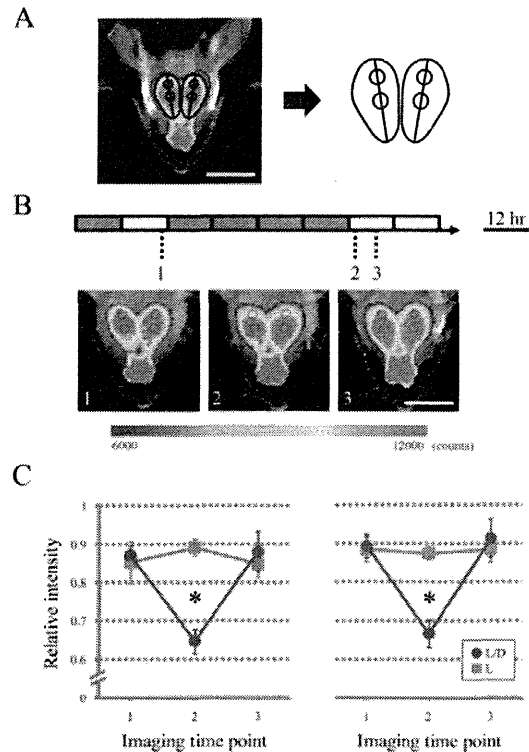 A
B
12 hr
1
2
3
1
2
3
6000
12000 (counts)
C
Relative intensity
1
0.9
0.8
0.7
0.6
0
*
*
L/D
L
1
2
3
1
2
3
Imaging time point
Imaging time point